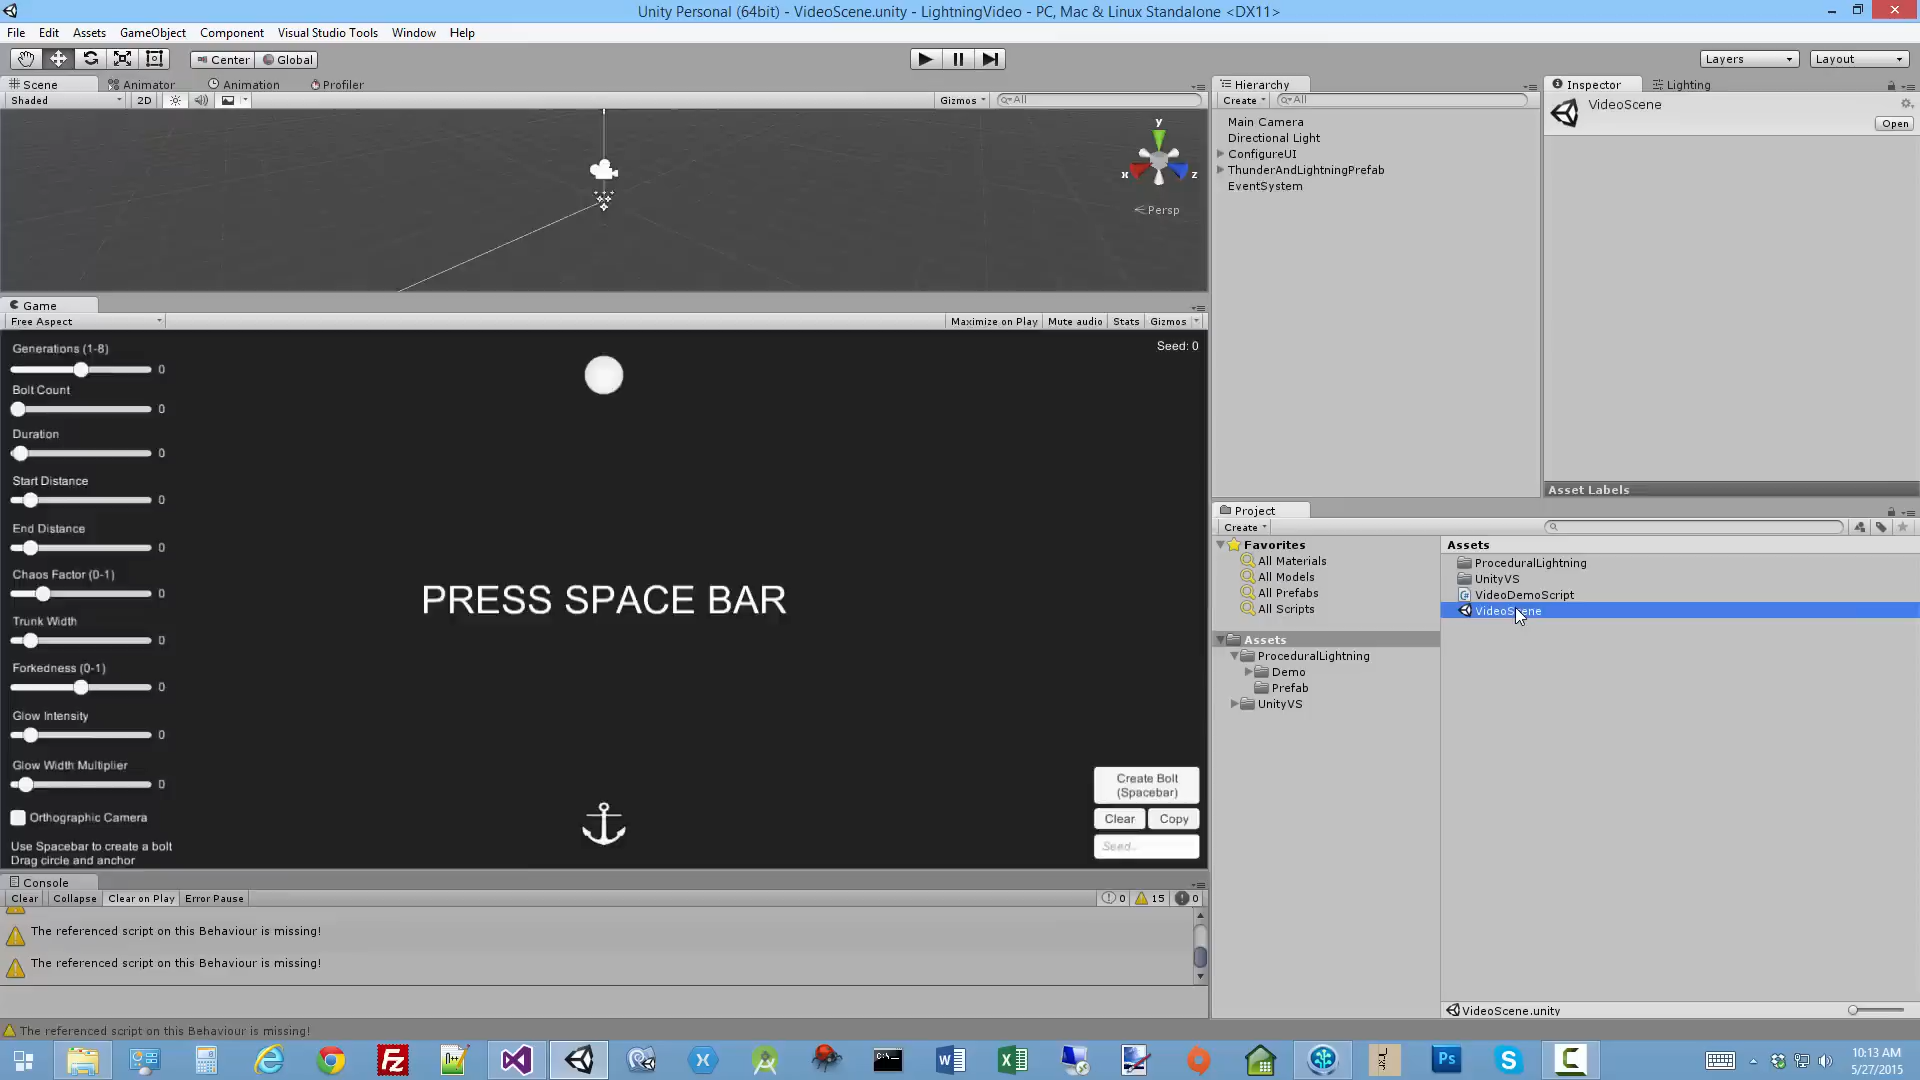 Unity Personal (64bit) - VideoScene.unity - LightningVideo - PC, Mac & Linux Standalone <DX11>
File Edit Assets GameObject Component Visual Studio Tools Window Help
Center Global
Layers
Layout
Scene Animator Animation Profiler
Shaded 2D
Gizmos
All
Persp
x y z
Game
Free Aspect
Maximize on Play Mute audio Stats Gizmos
Generations (1-8)
0
Bolt Count
0
Duration
0
Start Distance
0
End Distance
0
Chaos Factor (0-1)
0
Trunk Width
0
Forkedness (0-1)
0
Glow Intensity
0
Glow Width Multiplier
0
Orthographic Camera
Use Spacebar to create a bolt
Drag circle and anchor
Seed: 0
PRESS SPACE BAR
Create Bolt
(Spacebar)
Clear Copy
Seed..
Console
Clear Collapse Clear on Play Error Pause
0 15 0
The referenced script on this Behaviour is missing!
The referenced script on this Behaviour is missing!
The referenced script on this Behaviour is missing!
Hierarchy
Create All
Main Camera
Directional Light
ConfigureUI
ThunderAndLightningPrefab
EventSystem
Inspector Lighting
VideoScene
Open
Asset Labels
Project
Create
Favorites
All Materials
All Models
All Prefabs
All Scripts
Assets
ProceduralLightning
Demo
Prefab
UnityVS
Assets
ProceduralLightning
UnityVS
VideoDemoScript
VideoScene
VideoScene.unity
10:13 AM
5/27/2015